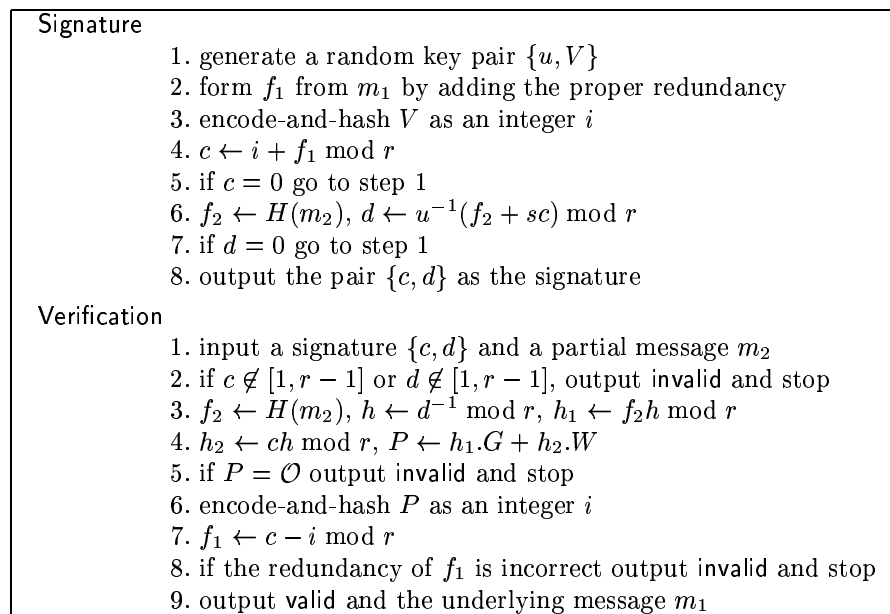 Signature
1. generate a random key pair {u, V}
2. form f₁ from m₁ by adding the proper redundancy
3. encode-and-hash V as an integer i
4. c ← i + f₁ mod r
5. if c = 0 go to step 1
6. f₂ ← H(m₂), d ← u⁻¹(f₂ + sc) mod r
7. if d = 0 go to step 1
8. output the pair {c, d} as the signature
Verification
1. input a signature {c, d} and a partial message m₂
2. if c ∉ [1, r − 1] or d ∉ [1, r − 1], output invalid and stop
3. f₂ ← H(m₂), h ← d⁻¹ mod r, h₁ ← f₂h mod r
4. h₂ ← ch mod r, P ← h₁.G + h₂.W
5. if P = 𝒪 output invalid and stop
6. encode-and-hash P as an integer i
7. f₁ ← c − i mod r
8. if the redundancy of f₁ is incorrect output invalid and stop
9. output valid and the underlying message m₁